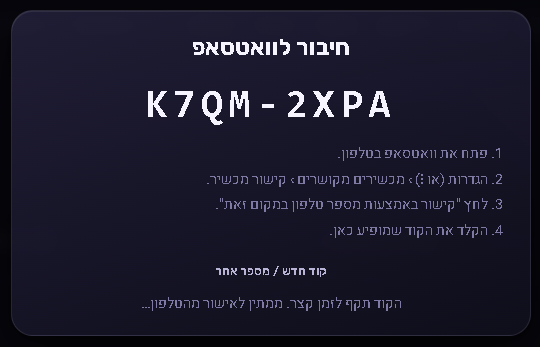 חיבור לוואטסאפ
K7QM-2XPA
1. פתח את וואטסאפ בטלפון.
2. הגדרות (או ⋮) › מכשירים מקושרים › קישור מכשיר.
3. לחץ "קישור באמצעות מספר טלפון במקום זאת".
4. הקלד את הקוד שמופיע כאן.
קוד חדש / מספר אחר
הקוד תקף לזמן קצר. ממתין לאישור מהטלפון...